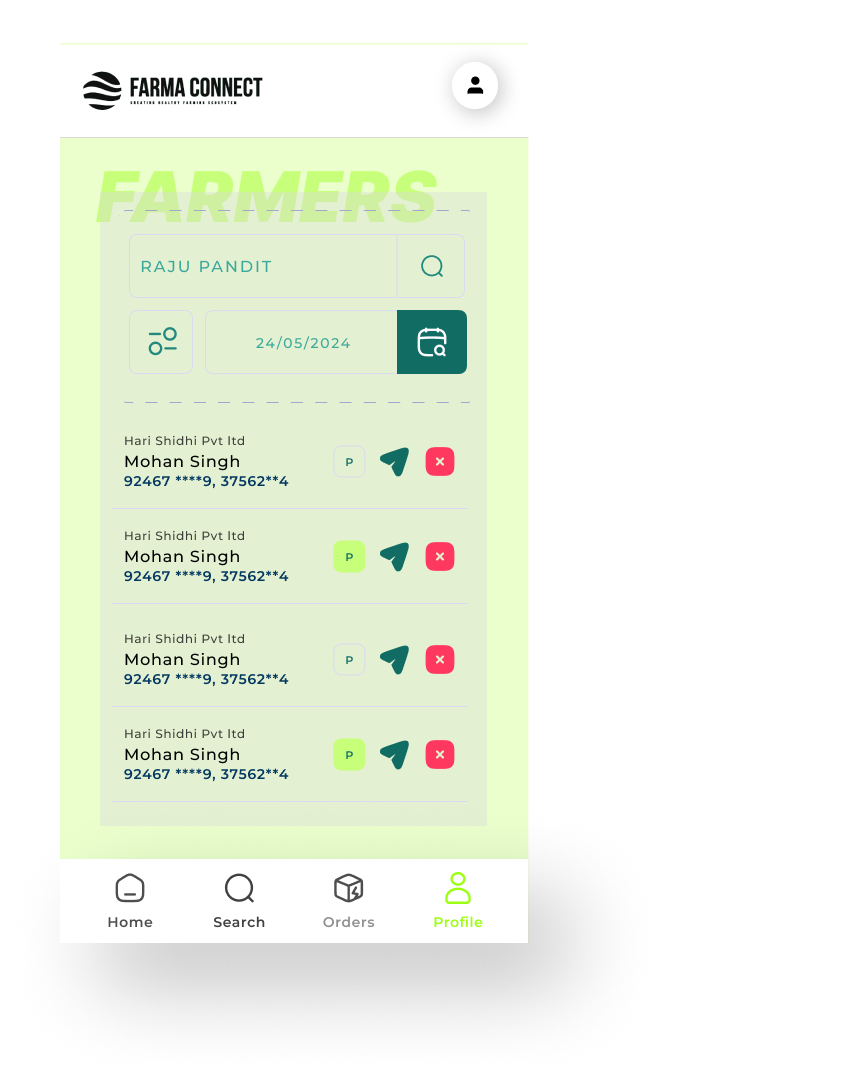 FARMA CONNECT
CREATING HEALTHY FARMING ECOSYSTEM
FARMERS
RAJU PANDIT
24/05/2024
Hari Shidhi Pvt ltd
Mohan Singh
92467 ****9, 37562**4
P
Hari Shidhi Pvt ltd
Mohan Singh
92467 ****9, 37562**4
P
Hari Shidhi Pvt ltd
Mohan Singh
92467 ****9, 37562**4
P
Hari Shidhi Pvt ltd
Mohan Singh
92467 ****9, 37562**4
P
Home Search Orders Profile